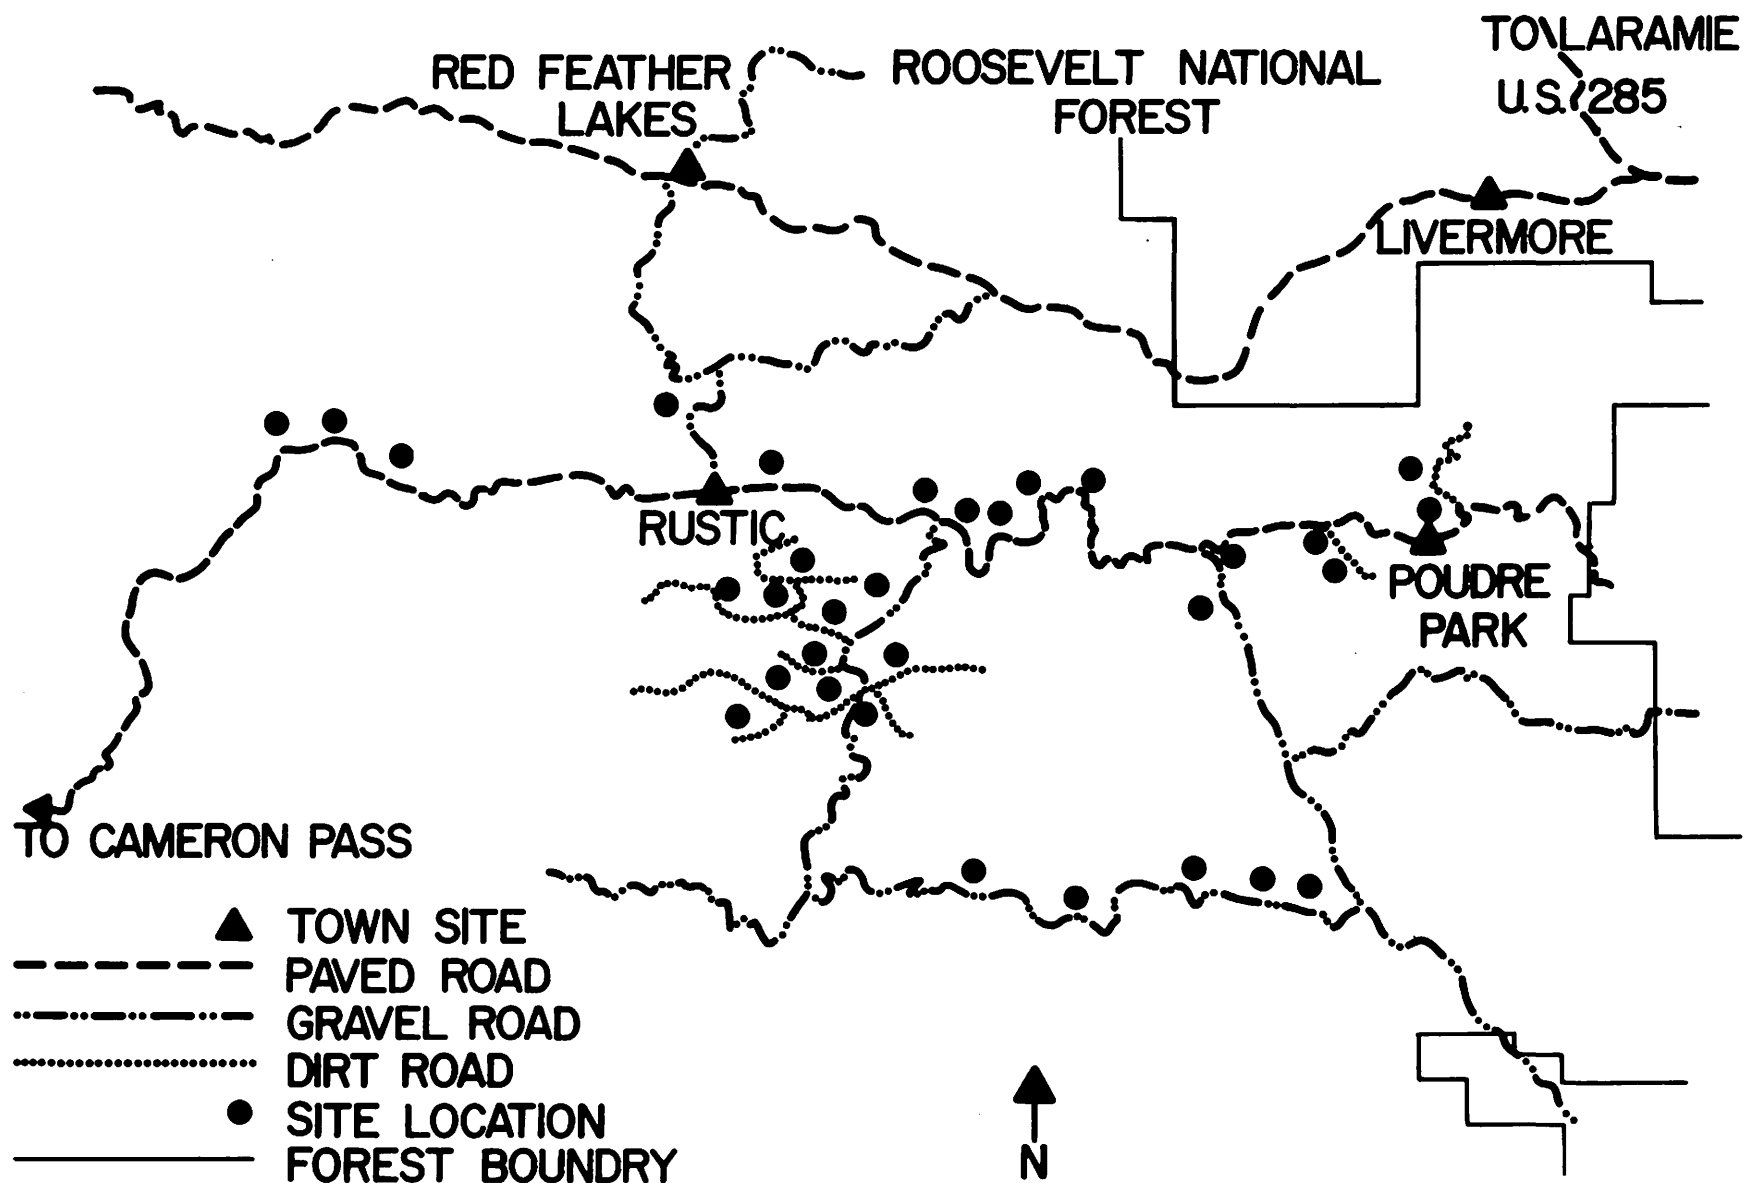 TO LARAMIE
U.S. 285
RED FEATHER
LAKES
ROOSEVELT NATIONAL
FOREST
LIVERMORE
RUSTIC
POUDRE
PARK
TO CAMERON PASS
TOWN SITE
PAVED ROAD
GRAVEL ROAD
DIRT ROAD
SITE LOCATION
FOREST BOUNDRY
N